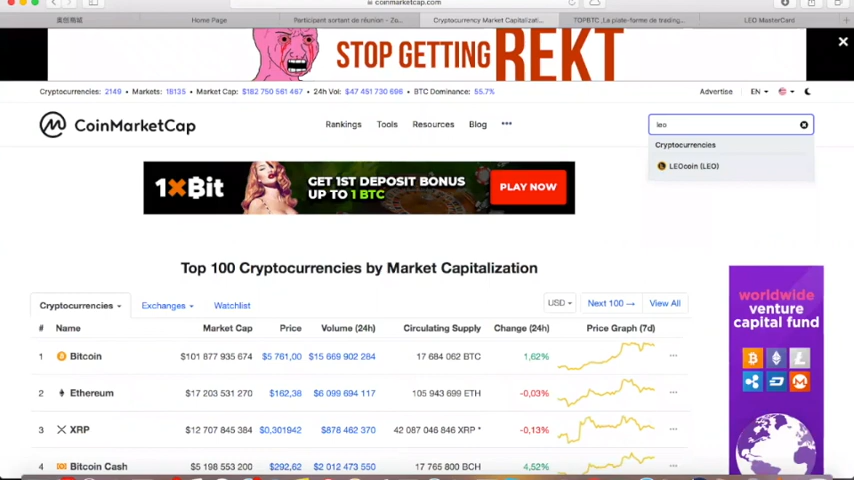 coinmarketcap.com
Home Page
Participent sortant de réunion - Zo...
Cryptocurrency Market Capitalizati...
TOPBTC ,La plate-forme de trading...
LEO MasterCard
STOP GETTING REKT
Cryptocurrencies: 2149 • Markets: 18135 • Market Cap: $182 750 561 467 • 24h Vol: $47 451 730 696 • BTC Dominance: 55.7%
Advertise EN
CoinMarketCap
Rankings Tools Resources Blog •••
leo
Cryptocurrencies
LEOcoin (LEO)
1XBit
GET 1ST DEPOSIT BONUS
UP TO 1 BTC
PLAY NOW
Top 100 Cryptocurrencies by Market Capitalization
Cryptocurrencies Exchanges Watchlist USD Next 100 → View All
# Name Market Cap Price Volume (24h) Circulating Supply Change (24h) Price Graph (7d)
1 Bitcoin $101 877 935 674 $5 761,00 $15 669 902 284 17 684 062 BTC 1,62%
2 Ethereum $17 203 531 270 $162,38 $6 099 694 117 105 943 699 ETH -0,03%
3 XRP $12 707 845 384 $0,301942 $878 462 370 42 087 046 846 XRP * -0,13%
4 Bitcoin Cash $5 198 553 200 $292,62 $2 012 473 550 17 765 800 BCH 4,52%
worldwide
venture
capital fund